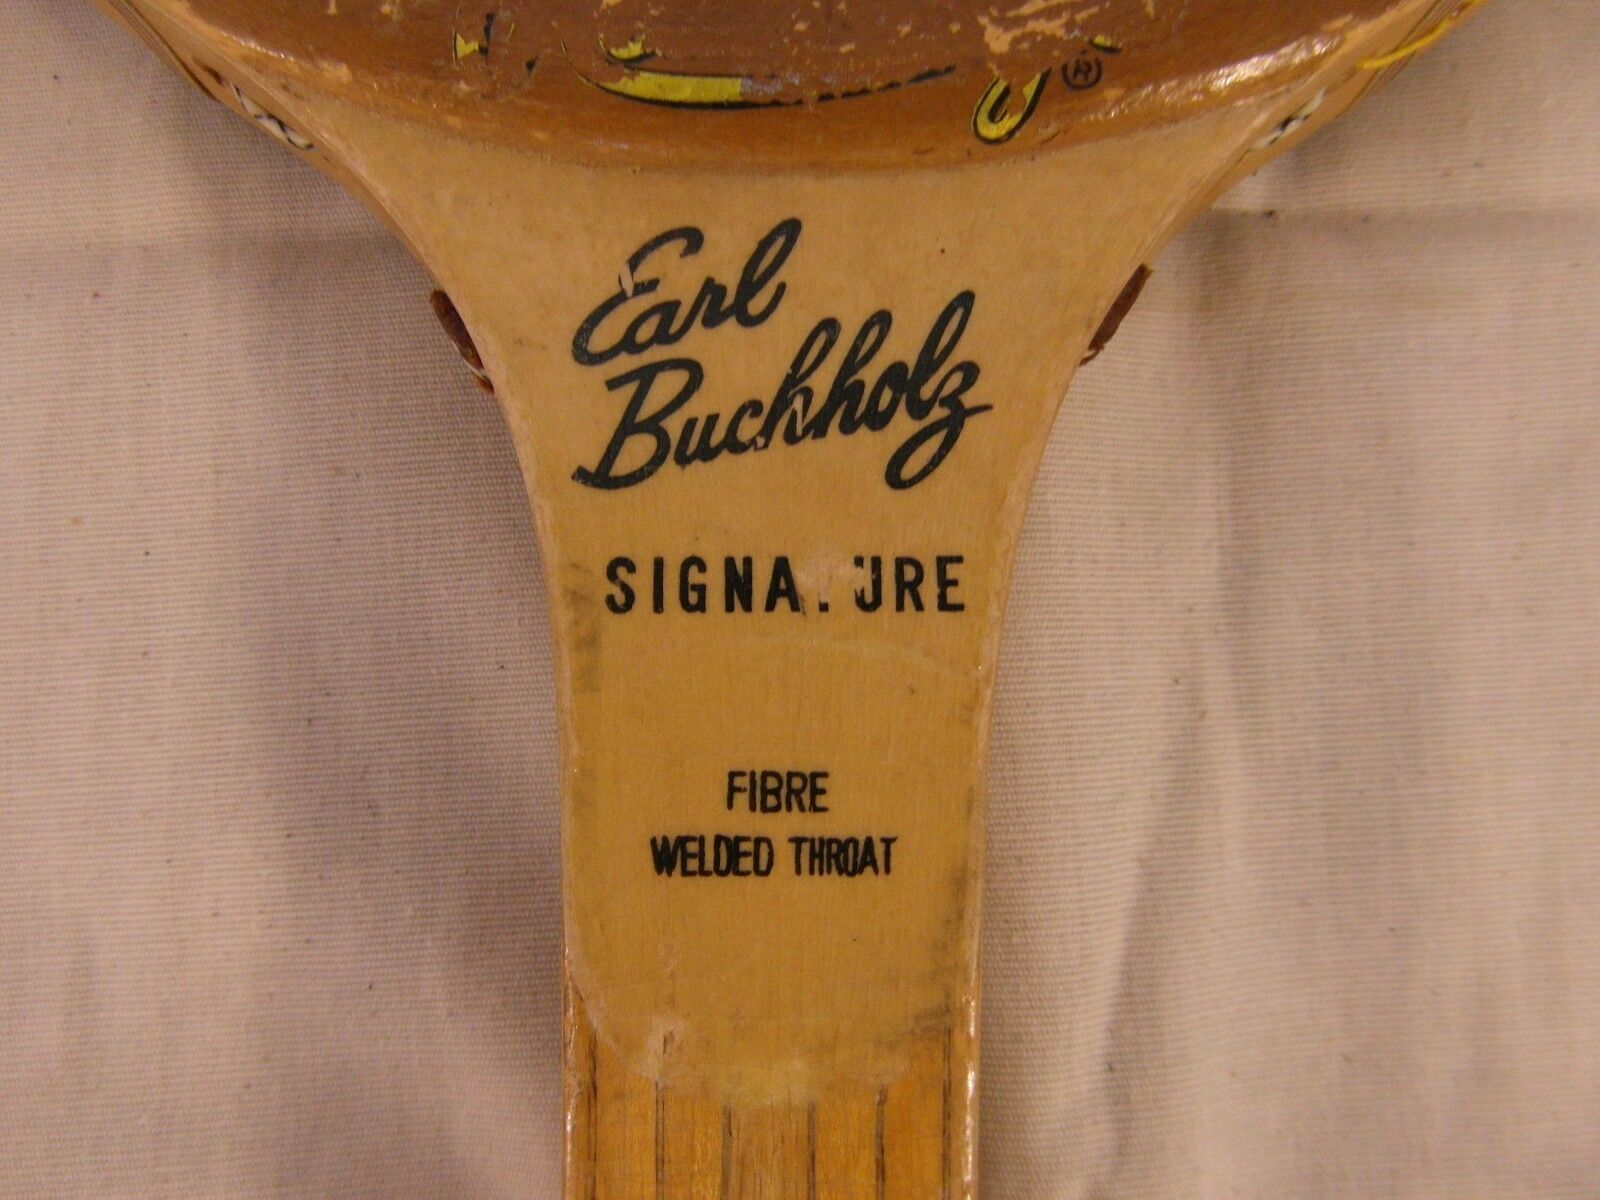 ®
Earl
Buchholz
SIGNATURE
FIBRE
WELDED THROAT